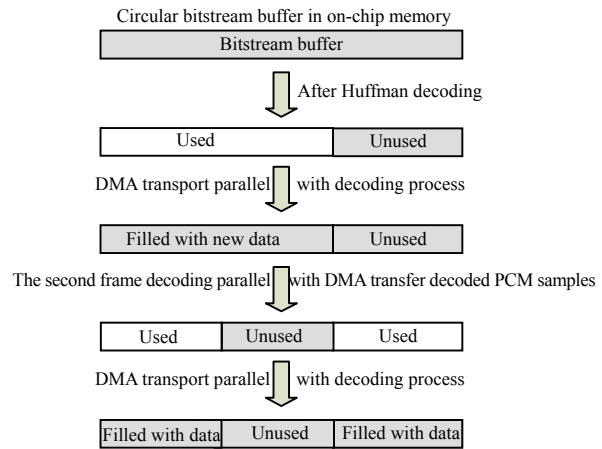 Circular bitstream buffer in on-chip memory
Bitstream buffer
After Huffman decoding
Used Unused
DMA transport parallel with decoding process
Filled with new data Unused
The second frame decoding parallel with DMA transfer decoded PCM samples
Used Unused Used
DMA transport parallel with decoding process
Filled with data Unused Filled with data